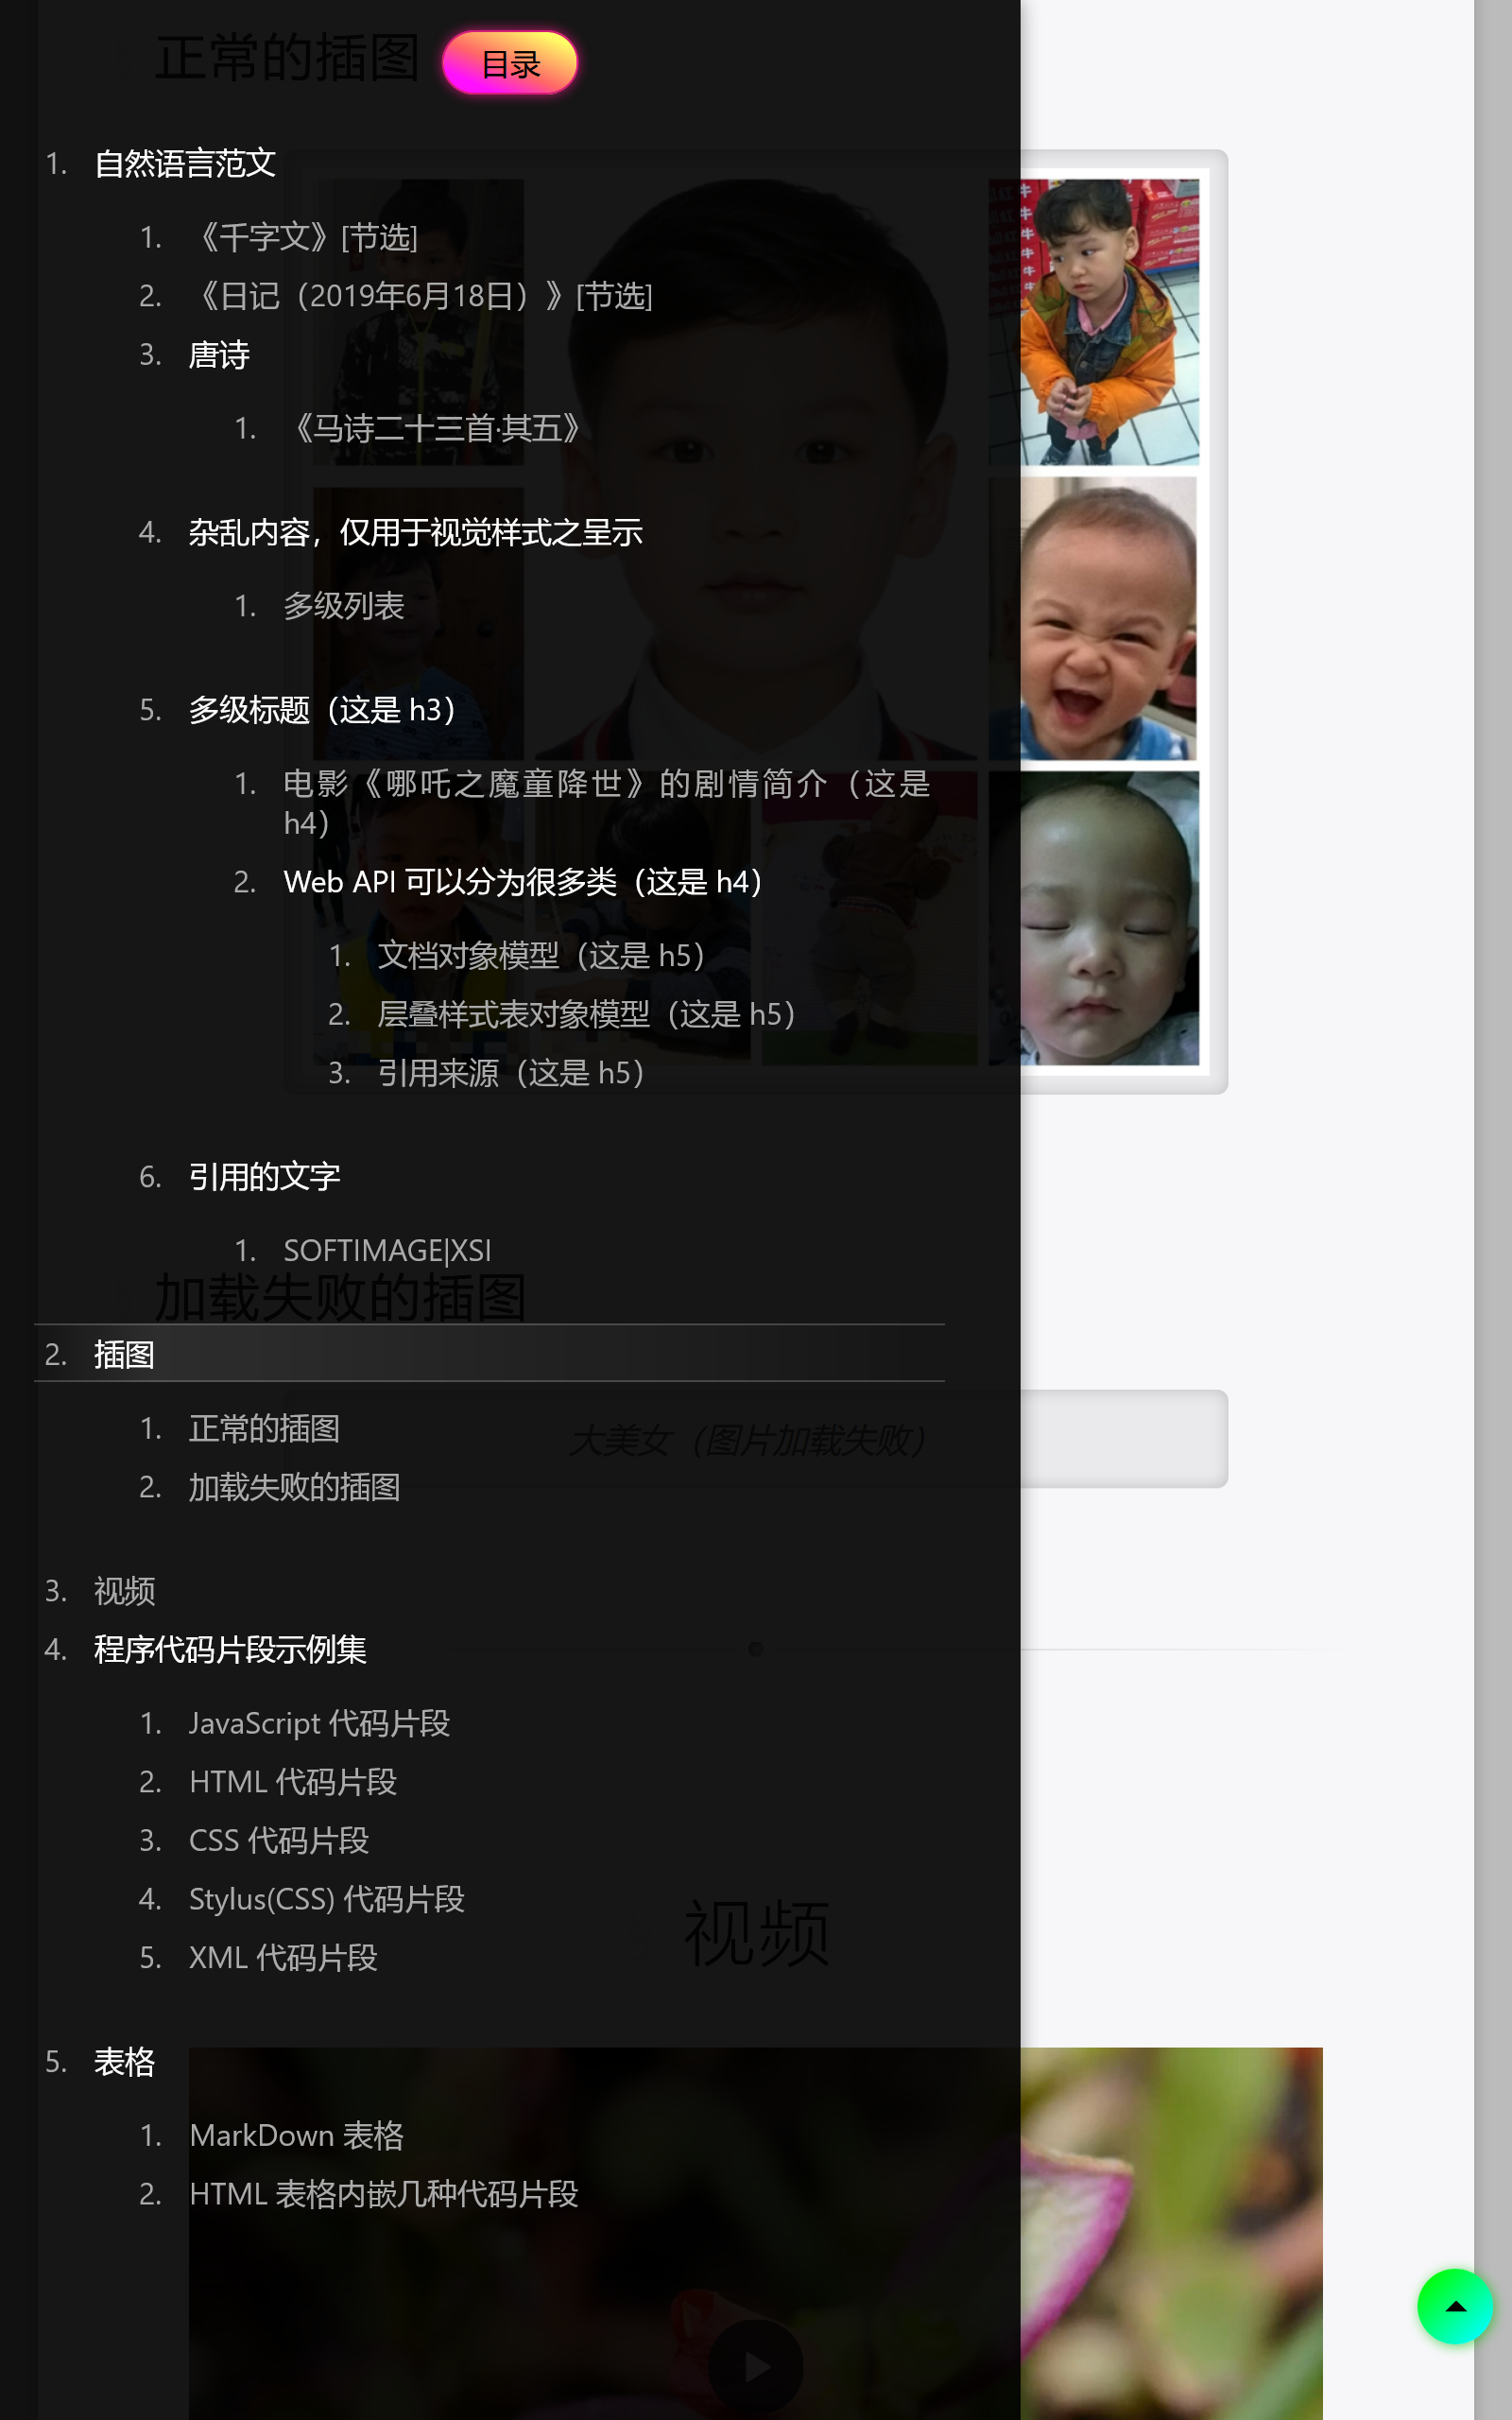 正常的插图
目录
1. 自然语言范文
1. 《千字文》[节选]
2. 《日记（2019年6月18日）》[节选]
3. 唐诗
1. 《马诗二十三首·其五》
4. 杂乱内容，仅用于视觉样式之呈示
1. 多级列表
5. 多级标题（这是 h3）
1. 电影《哪吒之魔童降世》的剧情简介（这是
h4）
2. Web API 可以分为很多类（这是 h4）
1. 文档对象模型（这是 h5）
2. 层叠样式表对象模型（这是 h5）
3. 引用来源（这是 h5）
6. 引用的文字
1. SOFTIMAGE|XSI
加载失败的插图
2. 插图
1. 正常的插图
大美女（图片加载失败）
2. 加载失败的插图
3. 视频
4. 程序代码片段示例集
1. JavaScript 代码片段
2. HTML 代码片段
3. CSS 代码片段
4. Stylus(CSS) 代码片段
视频
5. XML 代码片段
5. 表格
1. MarkDown 表格
2. HTML 表格内嵌几种代码片段